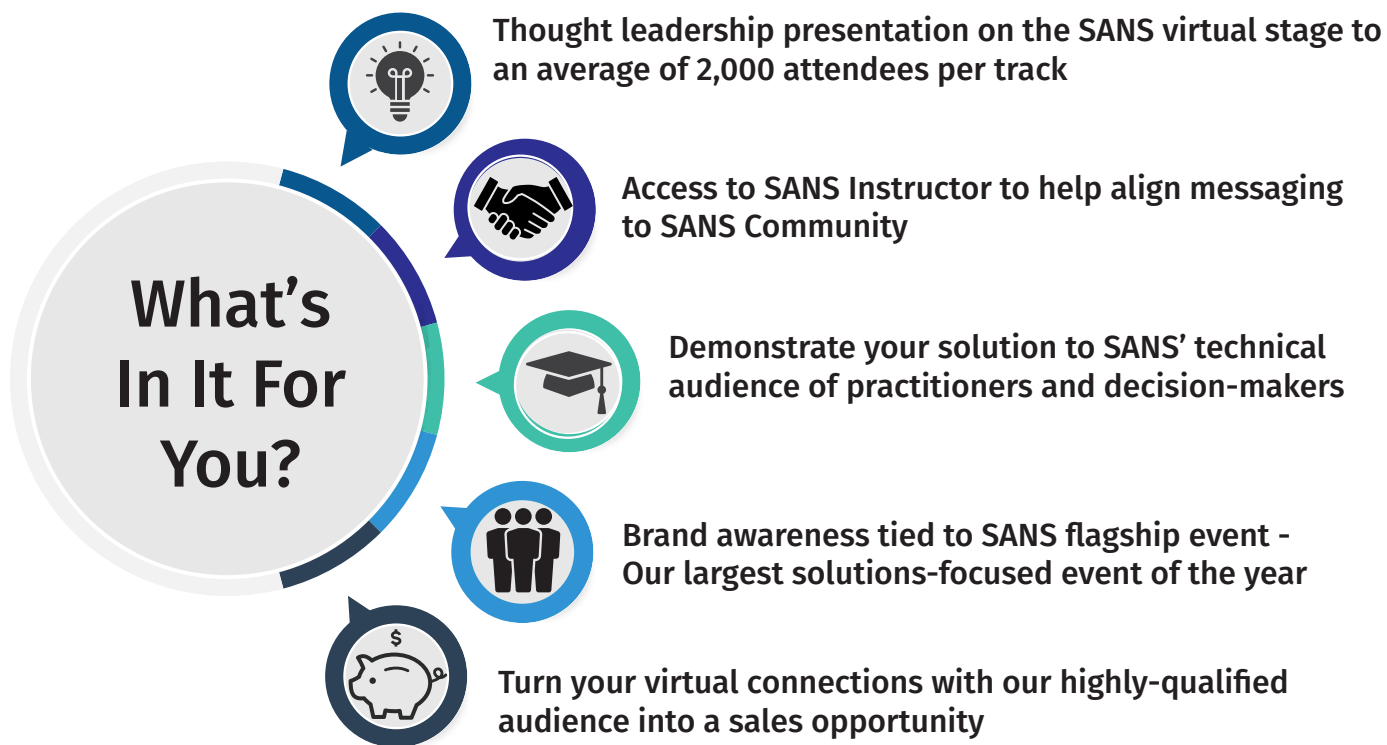 Thought leadership presentation on the SANS virtual stage to
an average of 2,000 attendees per track
Access to SANS Instructor to help align messaging
to SANS Community
What’s
In It For
You?
Demonstrate your solution to SANS’ technical
audience of practitioners and decision-makers
Brand awareness tied to SANS flagship event -
Our largest solutions-focused event of the year
$
Turn your virtual connections with our highly-qualified
audience into a sales opportunity